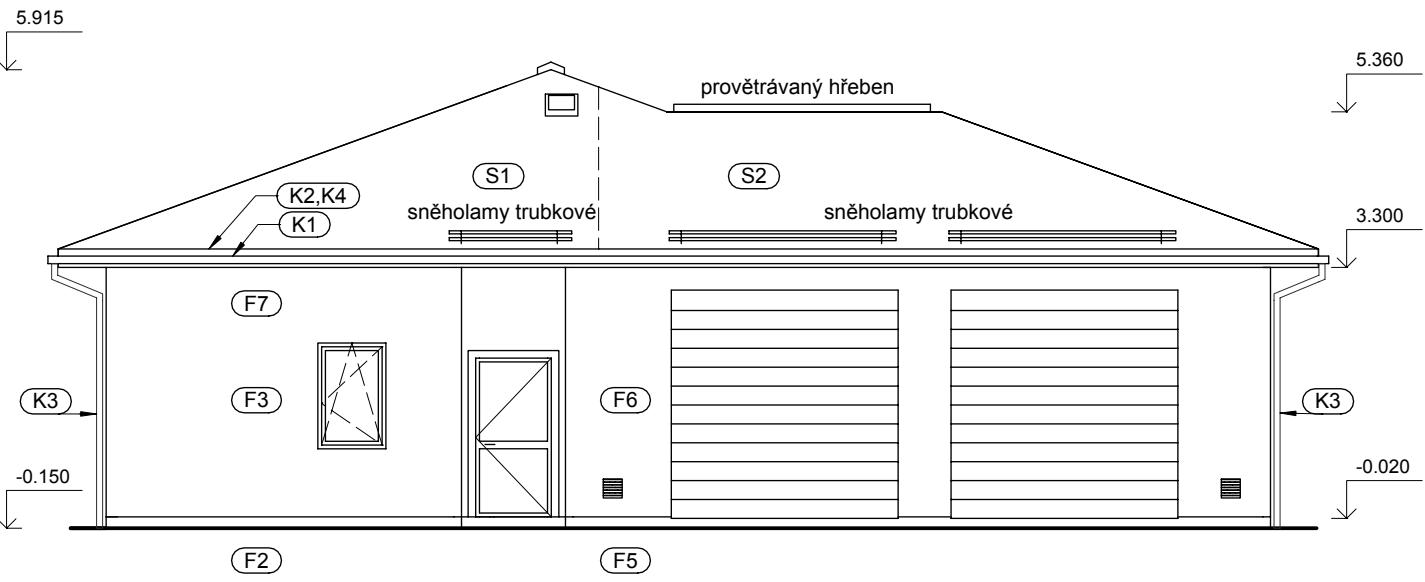 5.915
5.360
provětrávaný hřeben
S1
S2
K2,K4
sněholamy trubkové
sněholamy trubkové
K1
3.300
F7
K3
F3
F6
K3
-0.150
-0.020
F2
F5